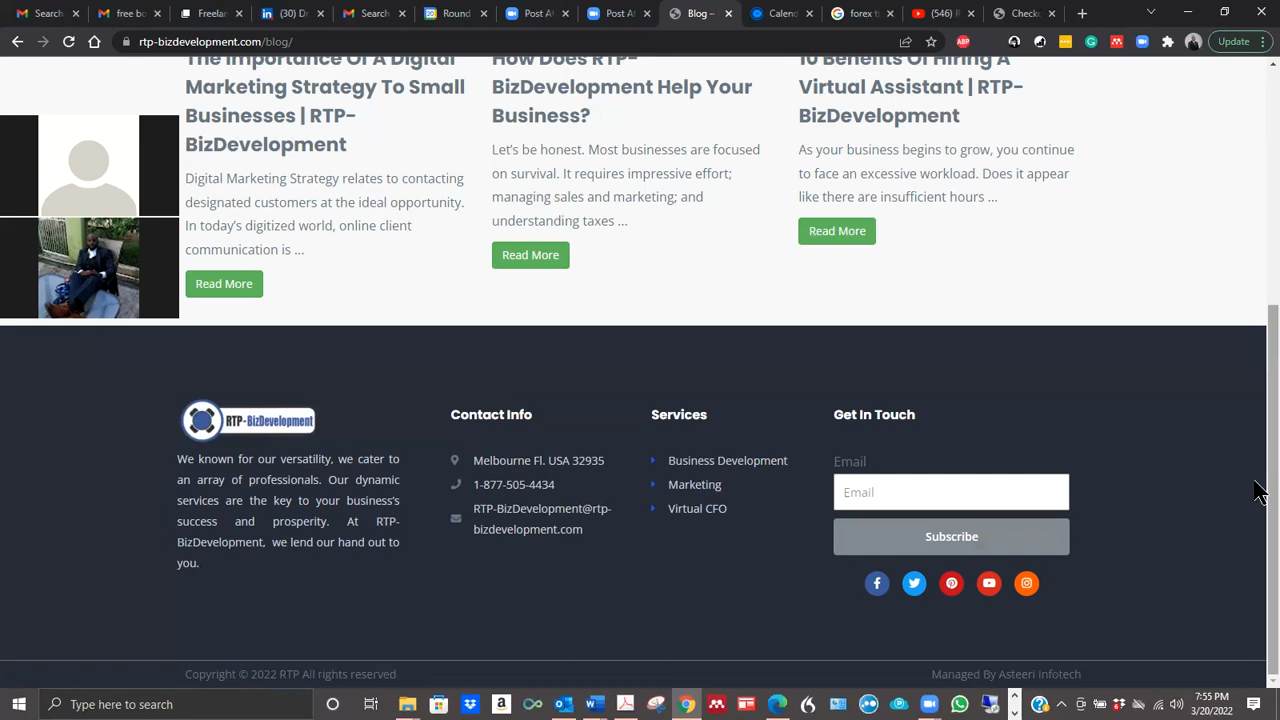 Search
free bo
Freelan
(30) Dr
Search
Round
Post At
Post At
Blog –
Calend
forex t
(546) R
Checko
rtp-bizdevelopment.com/blog/
ABP
Update
The Importance Of A Digital
Marketing Strategy To Small
Businesses | RTP-
BizDevelopment
Digital Marketing Strategy relates to contacting
designated customers at the ideal opportunity.
In today's digitized world, online client
communication is ...
Read More
How Does RTP-
BizDevelopment Help Your
Business?
Let's be honest. Most businesses are focused
on survival. It requires impressive effort;
managing sales and marketing; and
understanding taxes ...
Read More
10 Benefits Of Hiring A
Virtual Assistant | RTP-
BizDevelopment
As your business begins to grow, you continue
to face an excessive workload. Does it appear
like there are insufficient hours ...
Read More
RTP-BizDevelopment
We known for our versatility, we cater to
an array of professionals. Our dynamic
services are the key to your business's
success and prosperity. At RTP-
BizDevelopment, we lend our hand out to
you.
Contact Info
Melbourne Fl. USA 32935
1-877-505-4434
RTP-BizDevelopment@rtp-
bizdevelopment.com
Services
Business Development
Marketing
Virtual CFO
Get In Touch
Email
Email
Subscribe
Copyright © 2022 RTP All rights reserved
Managed By Asteeri Infotech
Type here to search
7:55 PM
3/20/2022